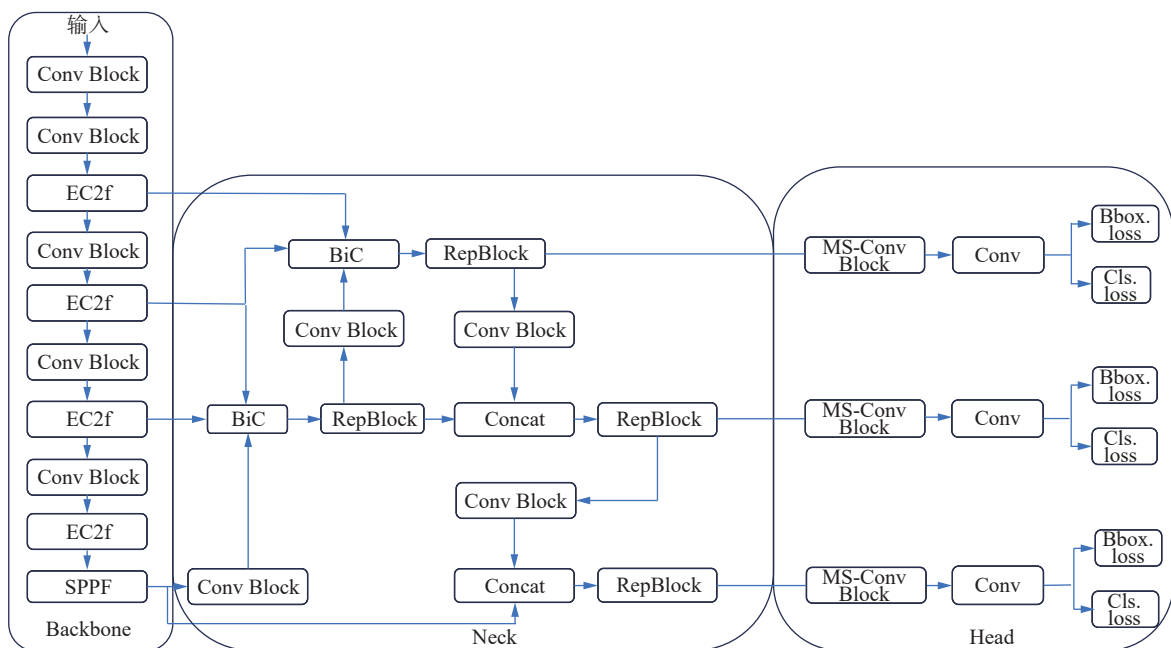 输入
Conv Block
Conv Block
EC2f
Conv Block
EC2f
Conv Block
EC2f
Conv Block
EC2f
SPPF
Backbone
BiC
RepBlock
Conv Block
Conv Block
BiC
RepBlock
Concat
RepBlock
Conv Block
Conv Block
Concat
RepBlock
Neck
MS-Conv
Block
Conv
Bbox.
loss
Cls.
loss
MS-Conv
Block
Conv
Bbox.
loss
Cls.
loss
MS-Conv
Block
Conv
Bbox.
loss
Cls.
loss
Head